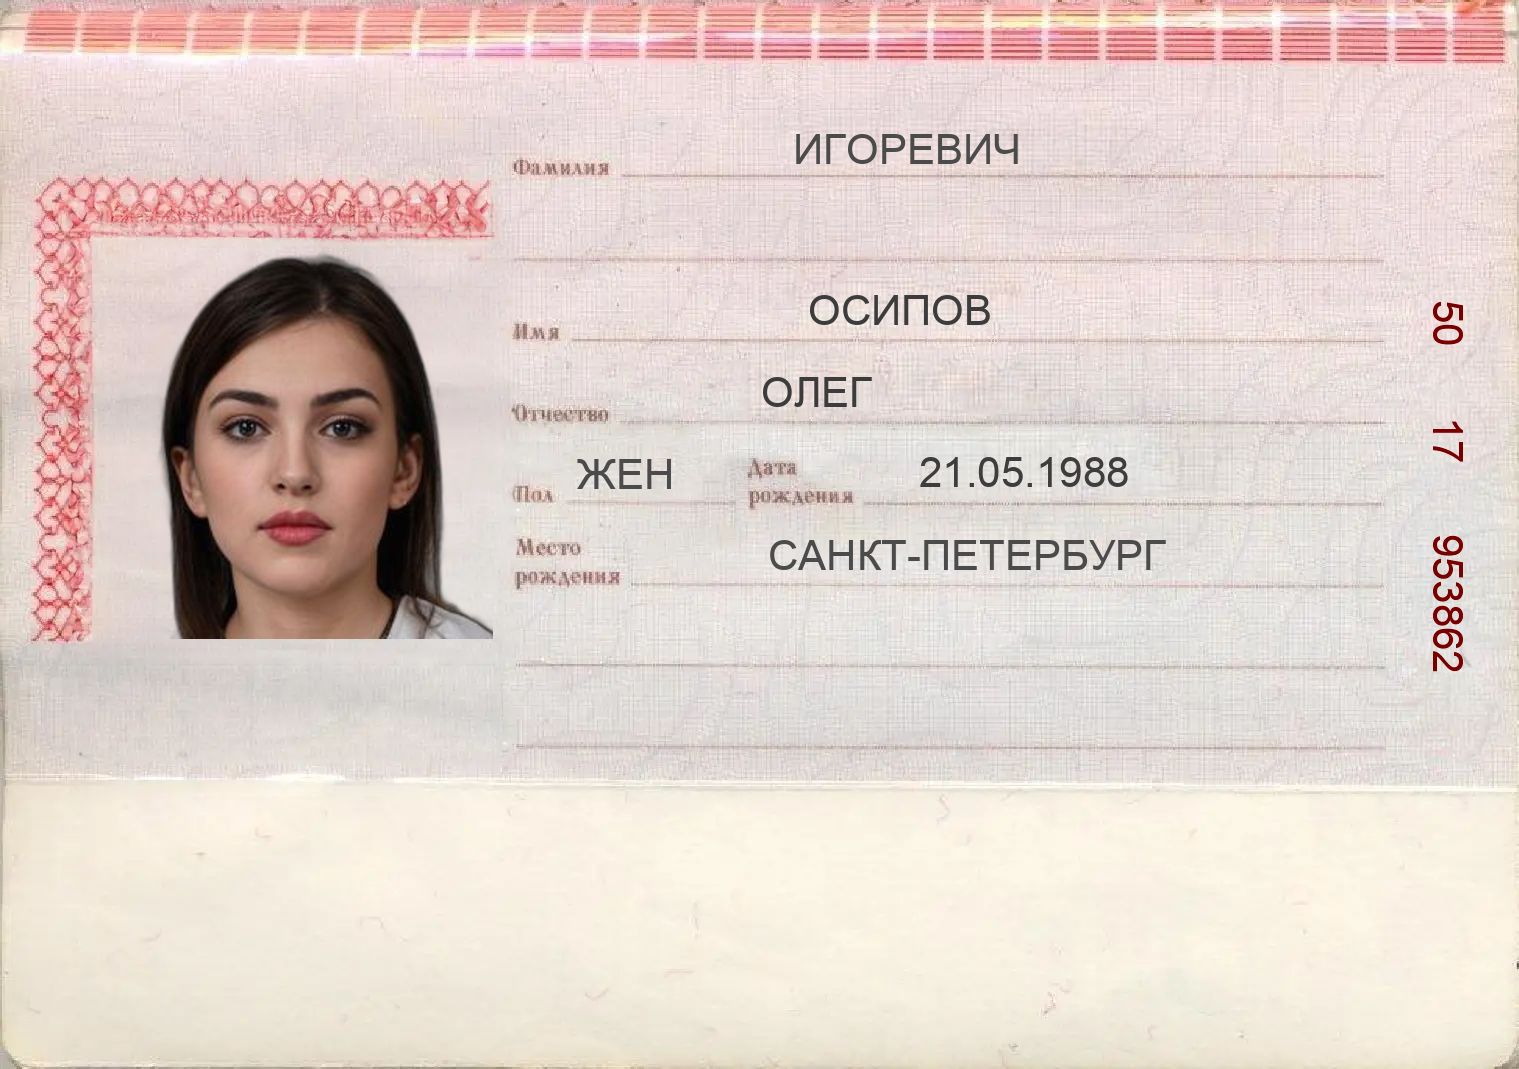 Фамилия ИГОРЕВИЧ
Имя ОСИПОВ
Отчество ОЛЕГ
Пол ЖЕН Дата рождения 21.05.1988
Место рождения САНКТ-ПЕТЕРБУРГ
50 17 953862